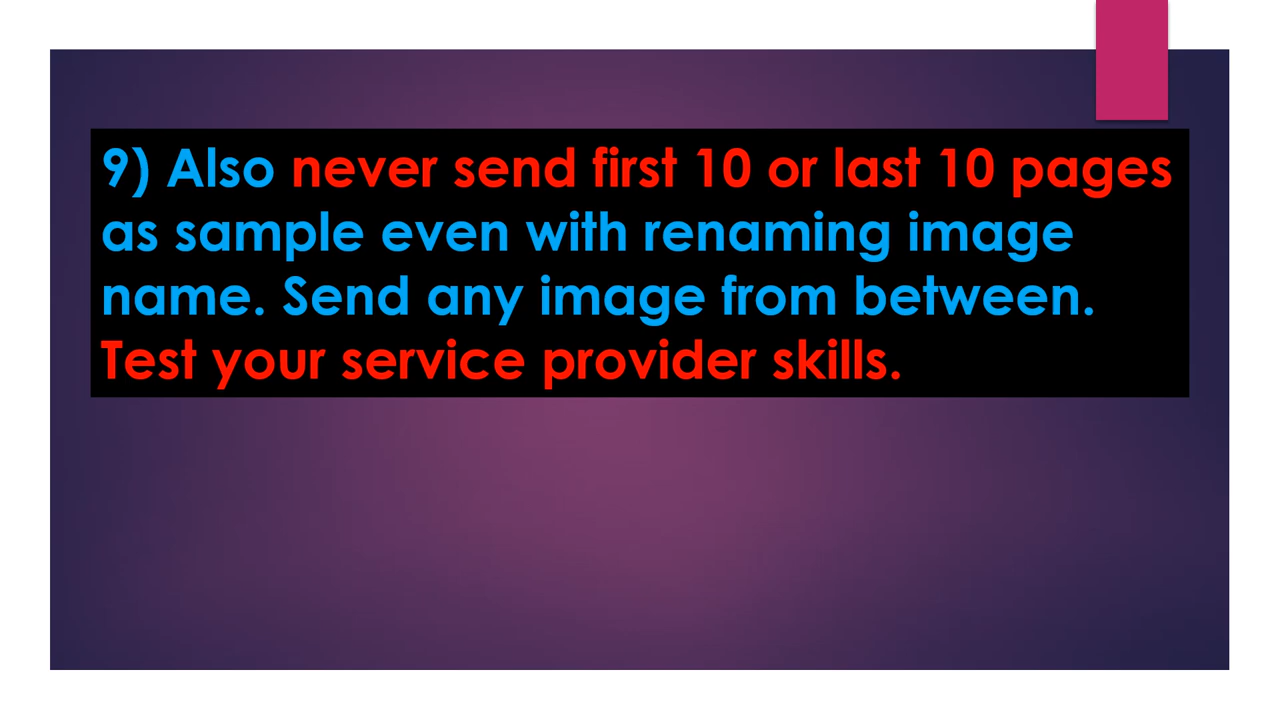 9) Also never send first 10 or last 10 pages
as sample even with renaming image
name. Send any image from between.
Test your service provider skills.